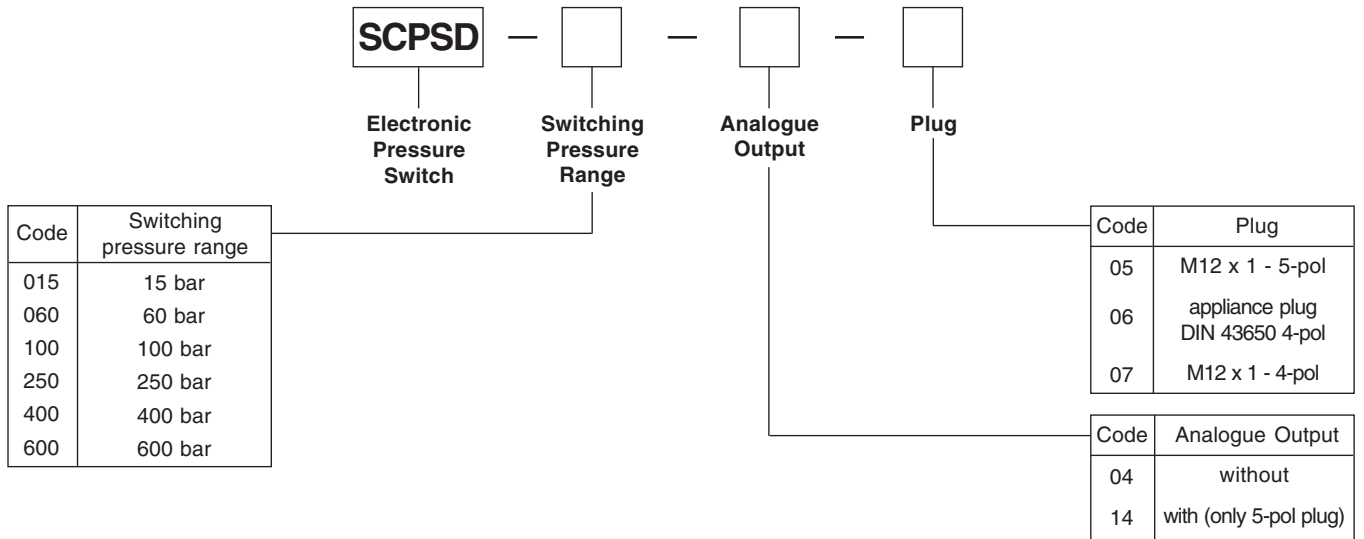 SCPSD — — —
Electronic Pressure Switch
Switching Pressure Range
Analogue Output
Plug
Code Switching pressure range
015 15 bar
060 60 bar
100 100 bar
250 250 bar
400 400 bar
600 600 bar
Code Plug
05 M12 x 1 - 5-pol
06 appliance plug DIN 43650 4-pol
07 M12 x 1 - 4-pol
Code Analogue Output
04 without
14 with (only 5-pol plug)